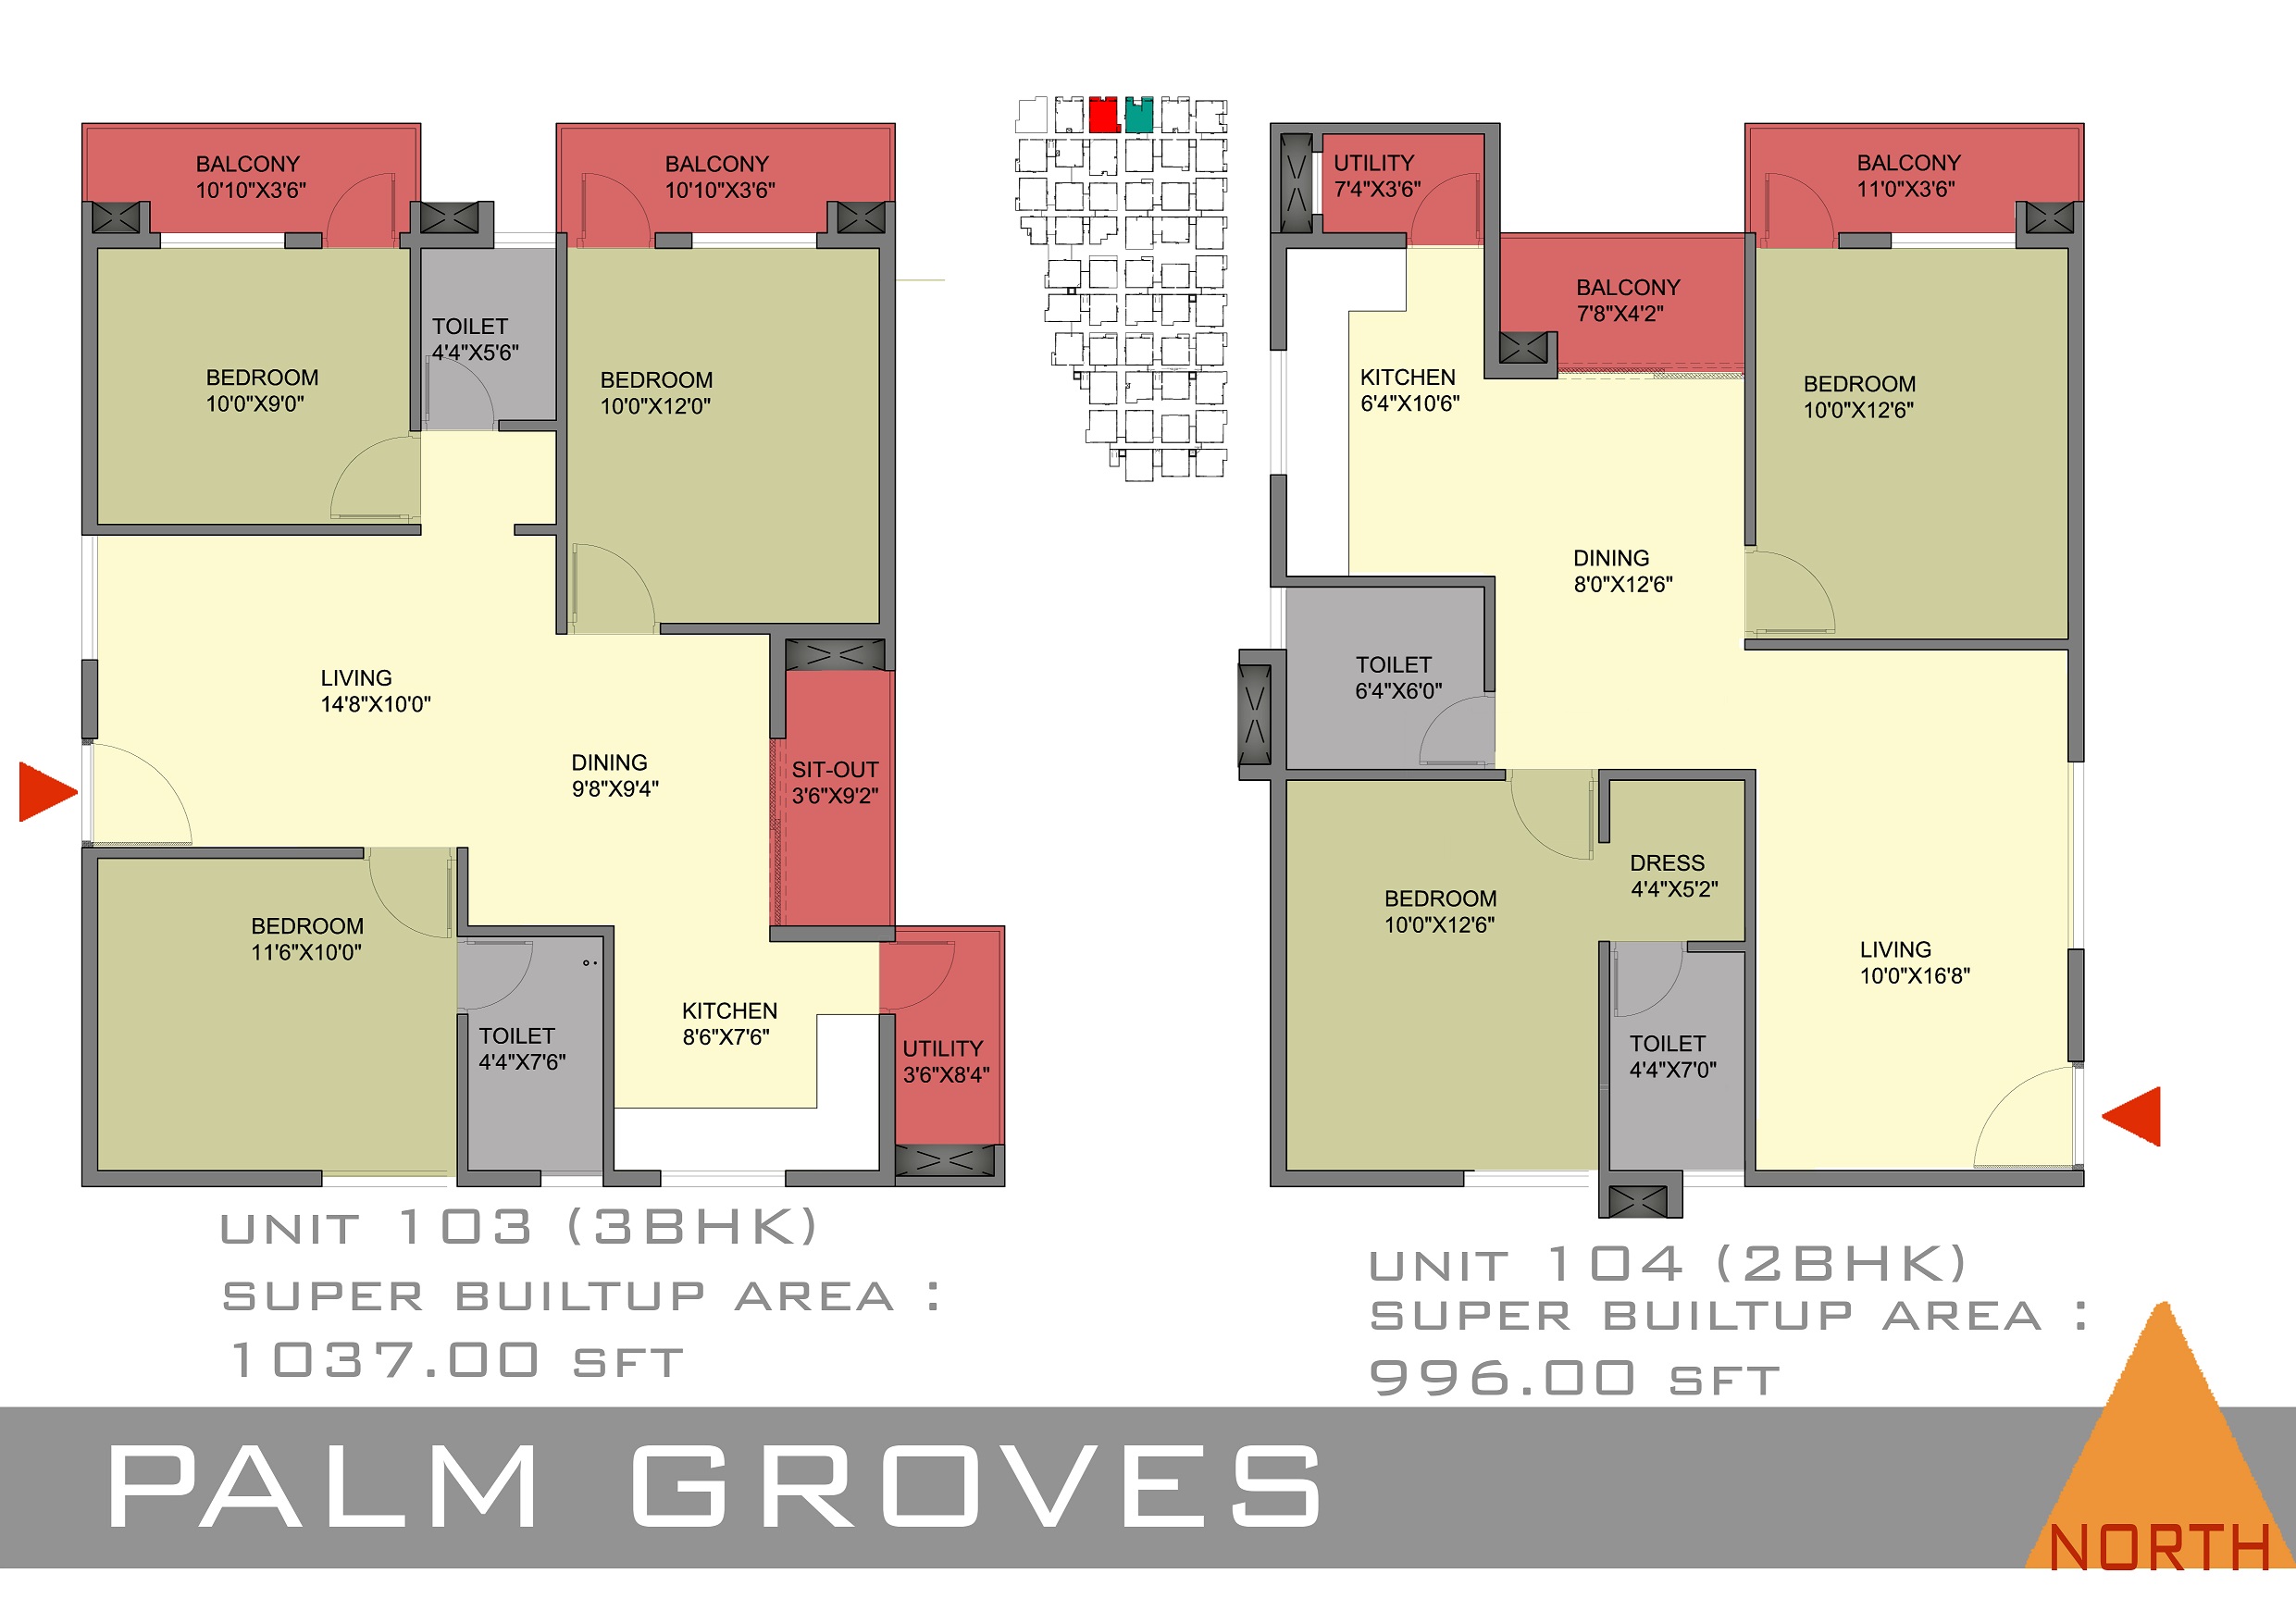 BALCONY
10'10"X3'6"
BALCONY
10'10"X3'6"
TOILET
4'4"X5'6"
BEDROOM
10'0"X9'0"
BEDROOM
10'0"X12'0"
LIVING
14'8"X10'0"
DINING
9'8"X9'4"
SIT-OUT
3'6"X9'2"
BEDROOM
11'6"X10'0"
TOILET
4'4"X7'6"
KITCHEN
8'6"X7'6"
UTILITY
3'6"X8'4"
UNIT 103 (3BHK)
SUPER BUILTUP AREA :
1037.00 SFT
UTILITY
7'4"X3'6"
BALCONY
11'0"X3'6"
BALCONY
7'8"X4'2"
KITCHEN
6'4"X10'6"
BEDROOM
10'0"X12'6"
DINING
8'0"X12'6"
TOILET
6'4"X6'0"
DRESS
4'4"X5'2"
BEDROOM
10'0"X12'6"
LIVING
10'0"X16'8"
TOILET
4'4"X7'0"
UNIT 104 (2BHK)
SUPER BUILTUP AREA :
996.00 SFT
PALM GROVES
NORTH